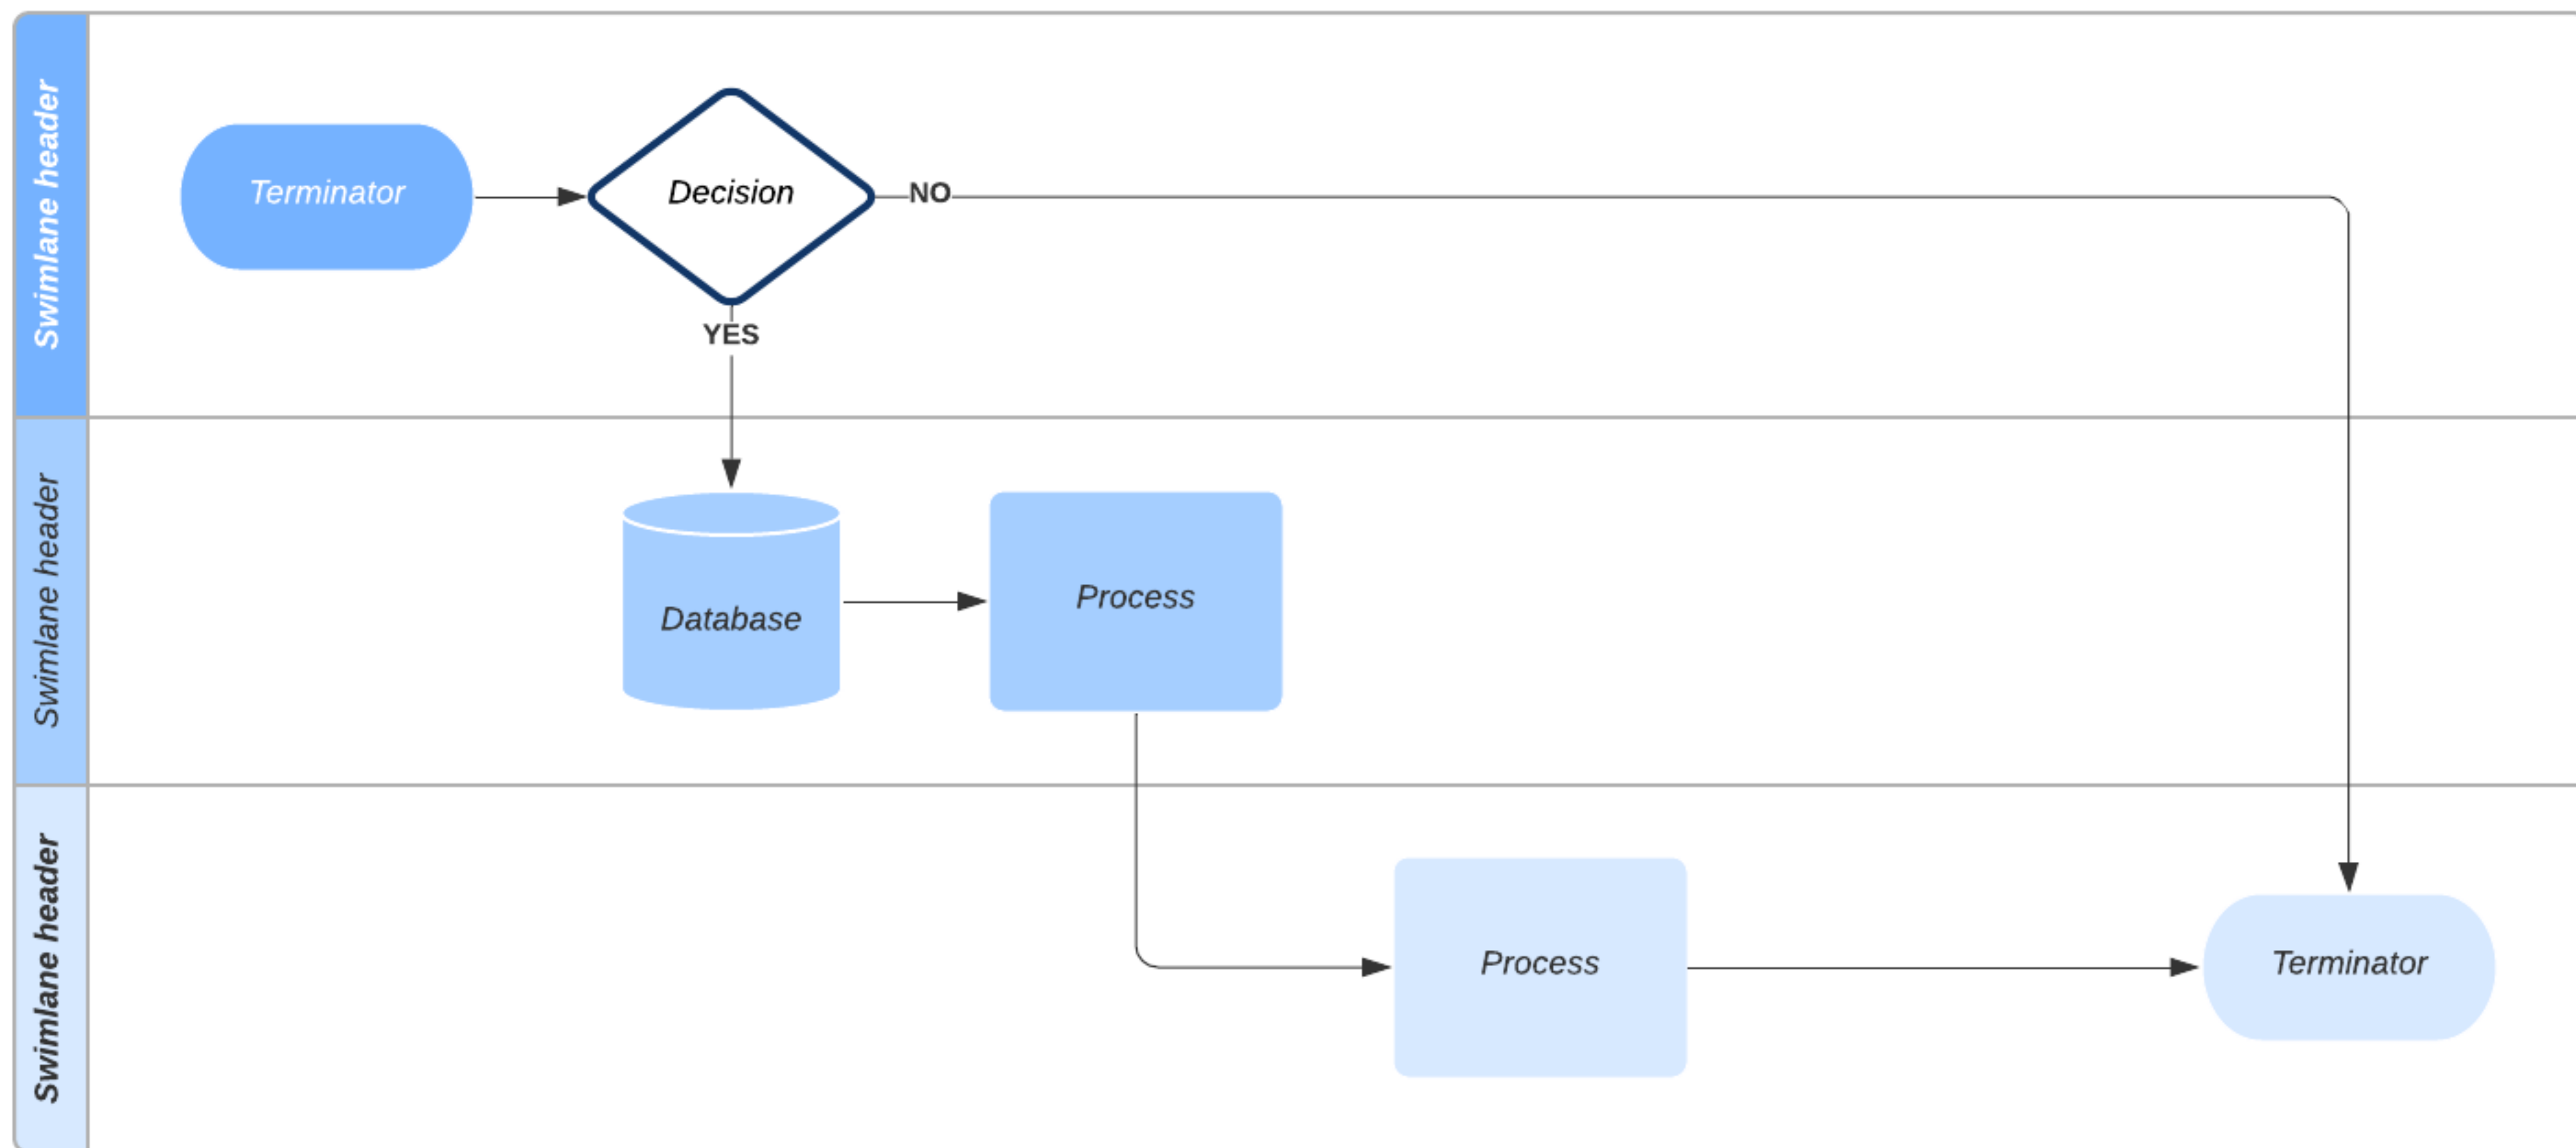 Swimlane header
Terminator
Decision
NO
YES
Swimlane header
Database
Process
Swimlane header
Process
Terminator